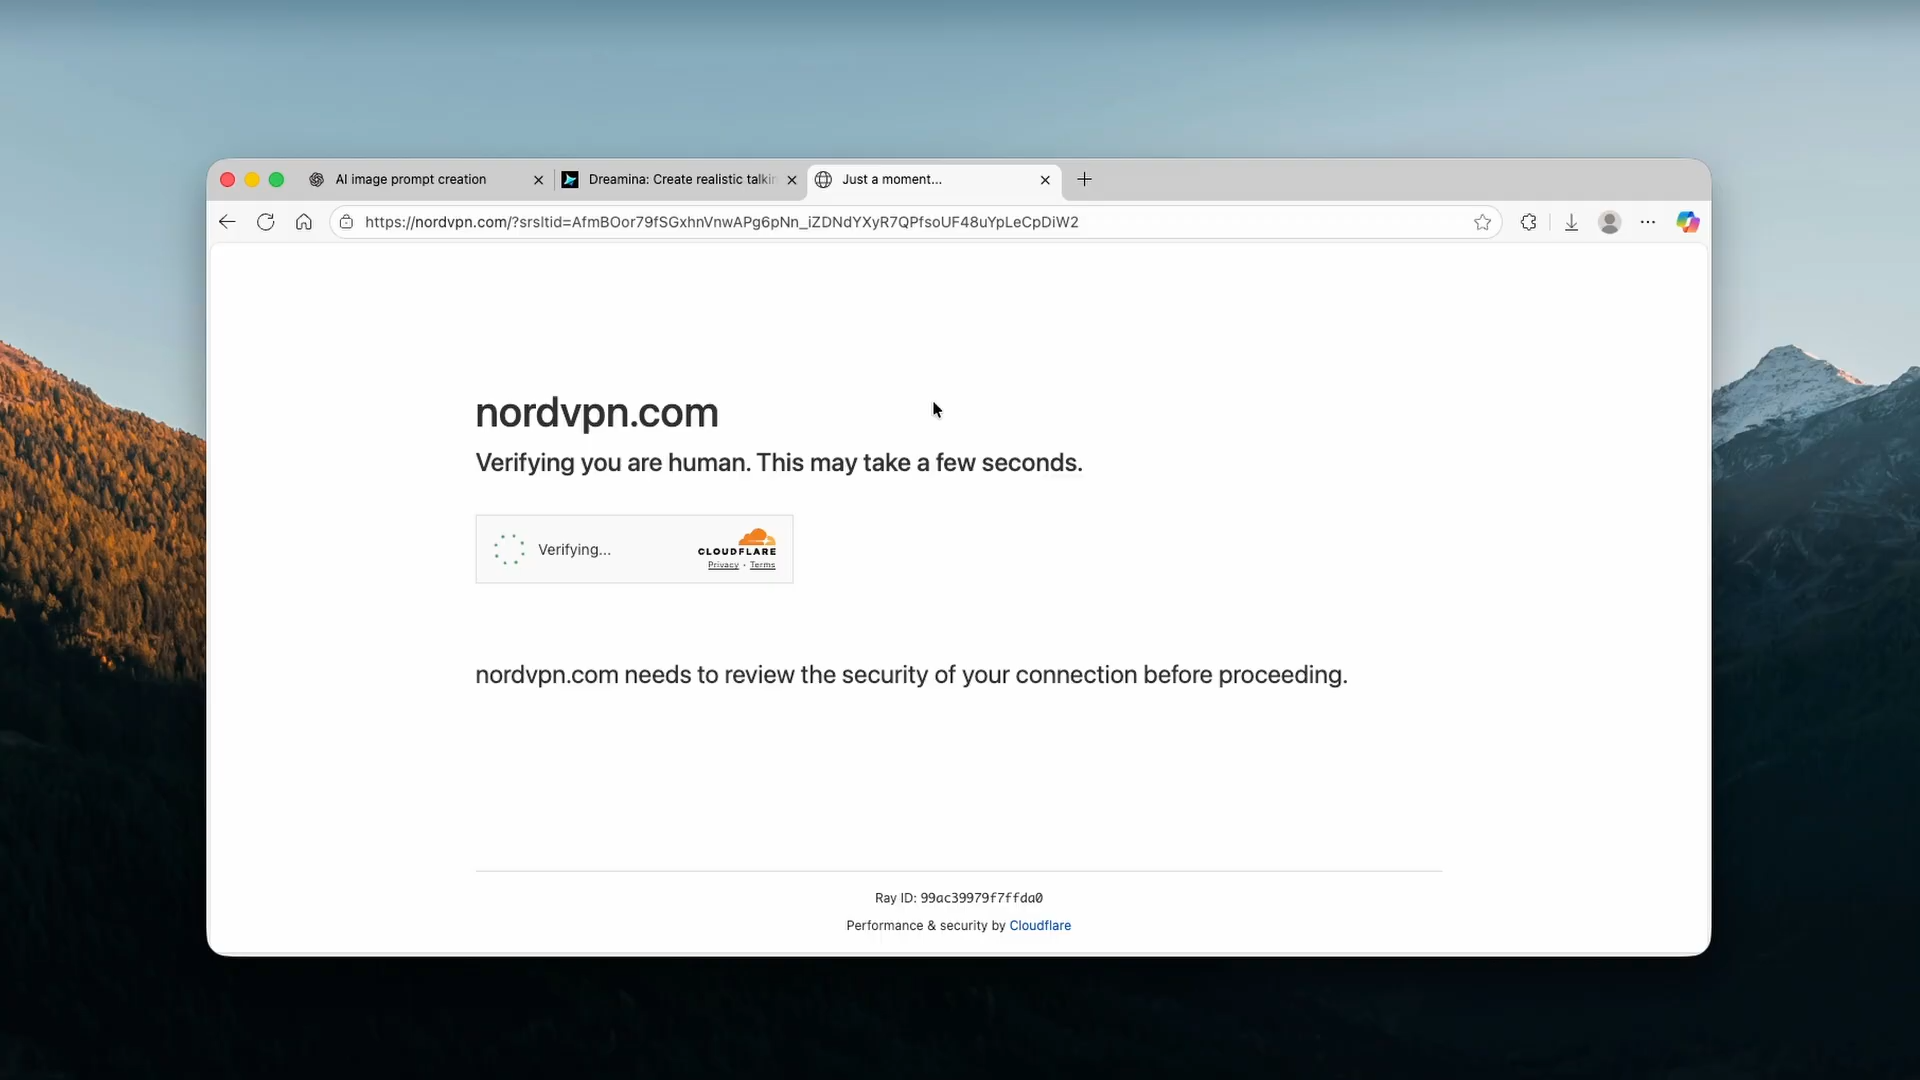 AI image prompt creation
Dreamina: Create realistic talkin
Just a moment...
https://nordvpn.com/?srsltid=AfmBOor79fSGxhnVnwAPg6pNn_iZDNdYXyR7QPfsoUF48uYpLeCpDiW2
nordvpn.com
Verifying you are human. This may take a few seconds.
Verifying...
CLOUDFLARE
Privacy • Terms
nordvpn.com needs to review the security of your connection before proceeding.
Ray ID: 99ac39979f7ffda0
Performance & security by Cloudflare